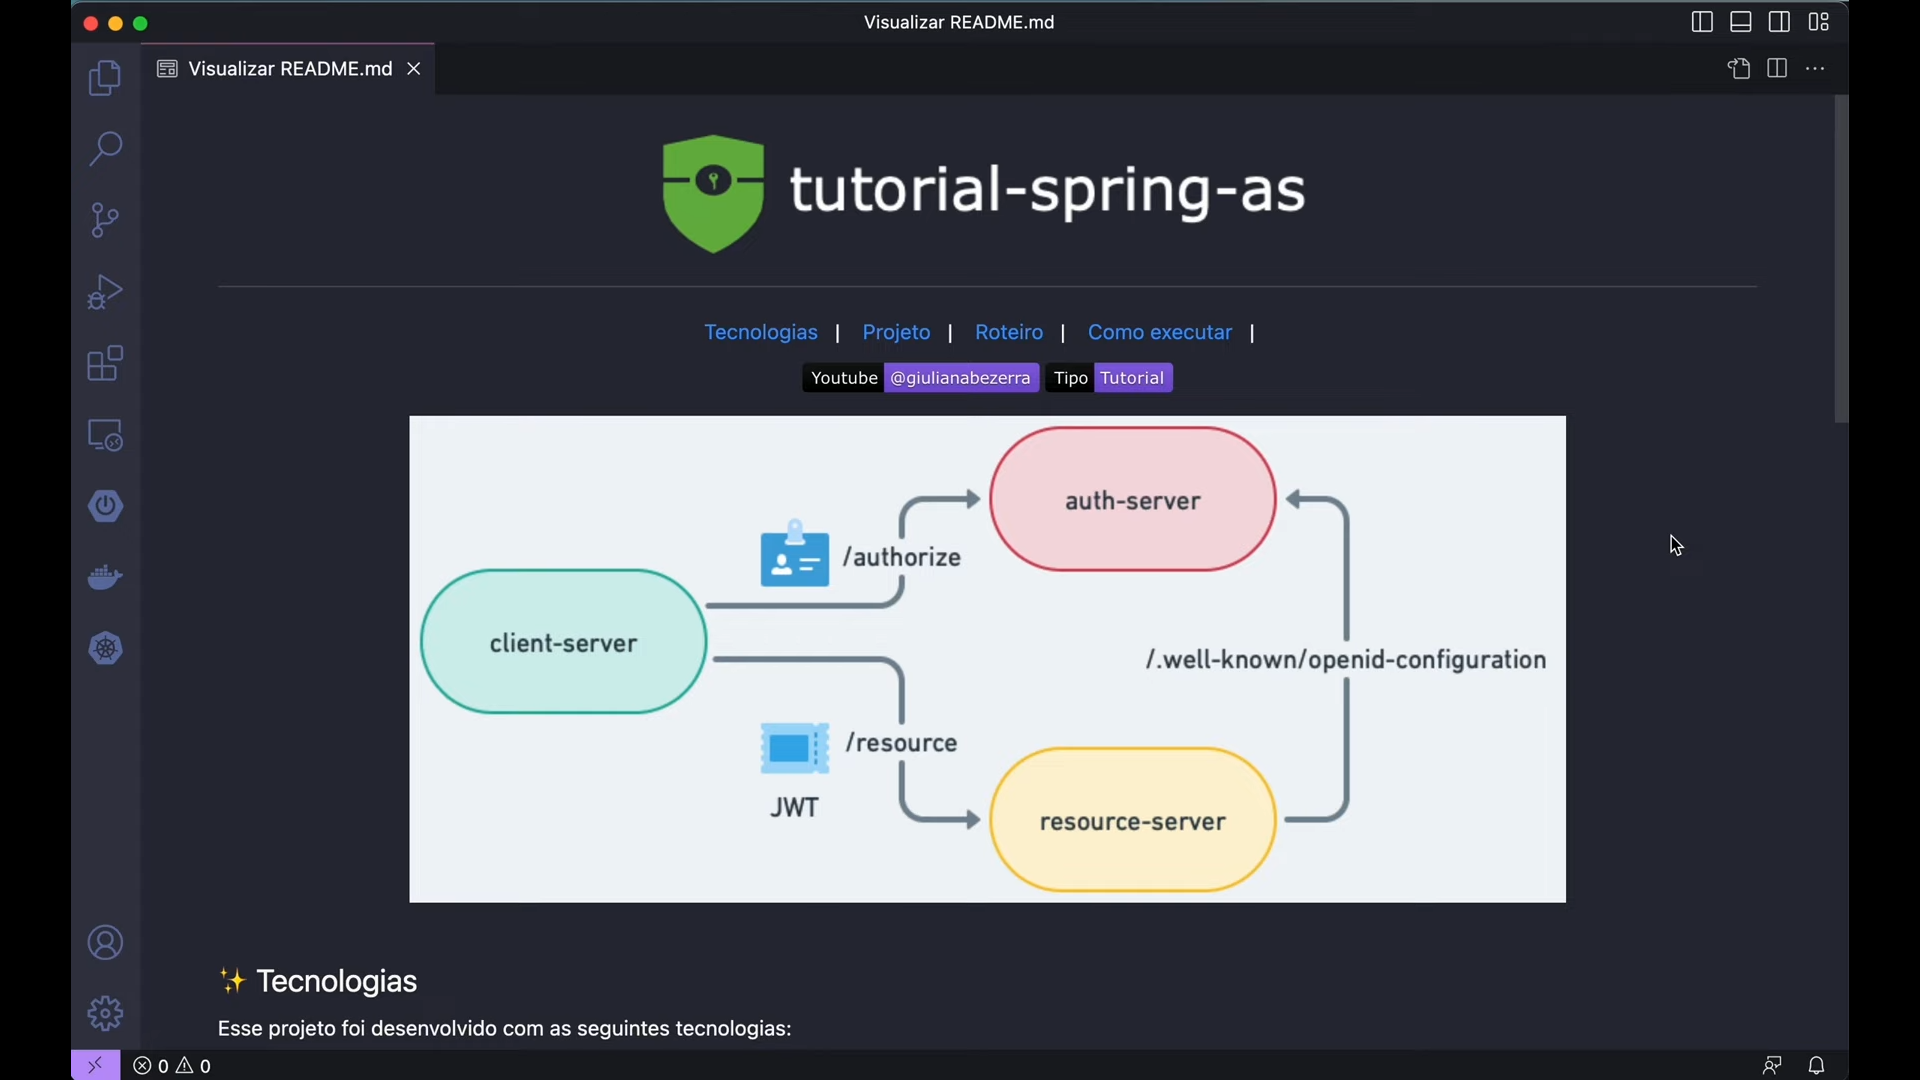 Visualizar README.md
Visualizar README.md
tutorial-spring-as
Tecnologias | Projeto | Roteiro | Como executar |
Youtube @giulianabezerra Tipo Tutorial
auth-server
/authorize
client-server
/.well-known/openid-configuration
/resource
JWT
resource-server
✨ Tecnologias
Esse projeto foi desenvolvido com as seguintes tecnologias:
0 0